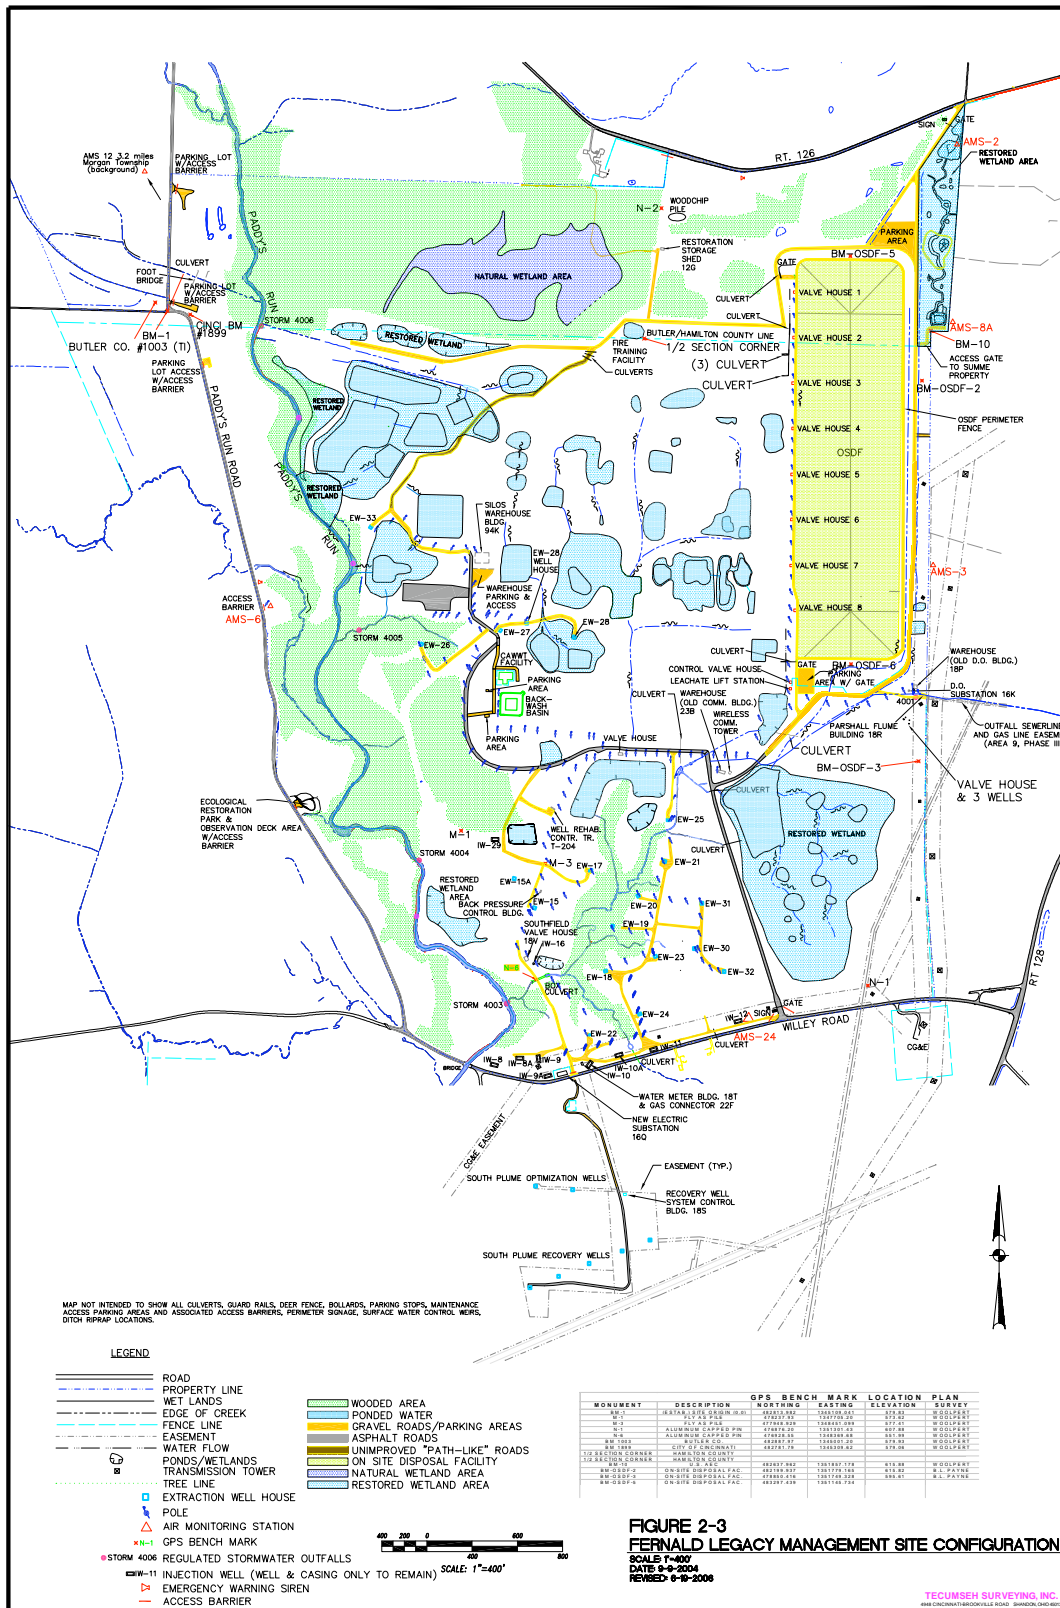 RT. 126
SIGN
GATE
AMS-2
RESTORED
WETLAND AREA
AMS 12 3.2 miles
Morgan Township
(background)
PARKING LOT
W/ACCESS
BARRIER
N-2
WOODCHIP
PILE
PADDY'S
RUN
PARKING
AREA
RESTORATION
STORAGE
SHED
12G
BM-OSDF-5
GATE
CULVERT
FOOT
BRIDGE
PARKING LOT
W/ACCESS
BARRIER
NATURAL WETLAND AREA
VALVE HOUSE 1
CULVERT
CULVERT
STORM 4006
CINCI BM
#1899
BM-1
BUTLER CO. #1003 (TI)
RESTORED WETLAND
BUTLER/HAMILTON COUNTY LINE
1/2 SECTION CORNER
FIRE
TRAINING
FACILITY
VALVE HOUSE 2
AMS-8A
BM-10
ACCESS GATE
TO SUMME
PROPERTY
PARKING
LOT ACCESS
W/ACCESS
BARRIER
CULVERTS
(3) CULVERT
CULVERT
VALVE HOUSE 3
BM-OSDF-2
PADDY'S RUN ROAD
RESTORED
WETLAND
VALVE HOUSE 4
OSDF PERIMETER
FENCE
OSDF
PADDY'S
RUN
RESTORED
WETLAND
VALVE HOUSE 5
SILOS
WAREHOUSE
BLDG.
94K
EW-33
VALVE HOUSE 6
EW-28
WELL
HOUSE
VALVE HOUSE 7
AMS-3
WAREHOUSE
PARKING &
ACCESS
ACCESS
BARRIER
AMS-6
VALVE HOUSE 8
STORM 4005
EW-26
EW-27
EW-28
CAWWT
FACILITY
CULVERT
GATE
BM-OSDF-6
WAREHOUSE
(OLD D.O. BLDG.)
18P
CONTROL VALVE HOUSE
LEACHATE LIFT STATION
PARKING
AREA W/ GATE
D.O.
SUBSTATION 16K
PARKING
AREA
BACK-
WASH
BASIN
CULVERT
WAREHOUSE
(OLD COMM. BLDG.)
23B
WIRELESS
COMM.
TOWER
4001
PARSHALL FLUME
BUILDING 18R
OUTFALL SEWERLINE
AND GAS LINE EASEM
(AREA 9, PHASE III
PARKING
AREA
VALVE HOUSE
CULVERT
BM-OSDF-3
VALVE HOUSE
& 3 WELLS
CULVERT
ECOLOGICAL
RESTORATION
PARK &
OBSERVATION DECK AREA
W/ACCESS
BARRIER
M-1
IW-29
WELL REHAB.
CONTR. TR.
T-204
EW-25
RESTORED WETLAND
CULVERT
STORM 4004
M-3
EW-17
EW-21
RESTORED
WETLAND
AREA
EW-15A
EW-15
BACK PRESSURE
CONTROL BLDG.
EW-20
EW-31
SOUTHFIELD
VALVE HOUSE
18V
IW-16
EW-19
EW-30
N-6
EW-18
EW-23
EW-32
BOX
CULVERT
N-1
RT 128
STORM 4003
EW-24
IW-12
SIGN
GATE
WILLEY ROAD
AMS-24
CG&E
EW-22
IW-11
CULVERT
BRIDGE
IW-8
IW-8A
IW-9
IW-9A
IW-10
IW-10A
CULVERT
WATER METER BLDG. 18T
& GAS CONNECTOR 22F
NEW ELECTRIC
SUBSTATION
16Q
CG&E EASEMENT
EASEMENT (TYP.)
SOUTH PLUME OPTIMIZATION WELLS
RECOVERY WELL
SYSTEM CONTROL
BLDG. 18S
SOUTH PLUME RECOVERY WELLS
MAP NOT INTENDED TO SHOW ALL CULVERTS, GUARD RAILS, DEER FENCE, BOLLARDS, PARKING STOPS, MAINTENANCE
ACCESS PARKING AREAS AND ASSOCIATED ACCESS BARRIERS, PERIMETER SIGNAGE, SURFACE WATER CONTROL WEIRS,
DITCH RIPRAP LOCATIONS.
LEGEND
ROAD
PROPERTY LINE
WET LANDS
EDGE OF CREEK
FENCE LINE
EASEMENT
WATER FLOW
PONDS/WETLANDS
TRANSMISSION TOWER
TREE LINE
EXTRACTION WELL HOUSE
POLE
AIR MONITORING STATION
N-1 GPS BENCH MARK
STORM 4006 REGULATED STORMWATER OUTFALLS
IW-11 INJECTION WELL (WELL & CASING ONLY TO REMAIN)
EMERGENCY WARNING SIREN
ACCESS BARRIER
WOODED AREA
PONDED WATER
GRAVEL ROADS/PARKING AREAS
ASPHALT ROADS
UNIMPROVED "PATH-LIKE" ROADS
ON SITE DISPOSAL FACILITY
NATURAL WETLAND AREA
RESTORED WETLAND AREA
400 200 0 600
400 800
SCALE: 1"=400'
GPS BENCH MARK LOCATION PLAN
MONUMENT DESCRIPTION NORTHING EASTING ELEVATION SURVEY
FIGURE 2-3
FERNALD LEGACY MANAGEMENT SITE CONFIGURATION
SCALE: 1"=400'
DATE: 9-9-2004
REVISED: 6-19-2006
TECUMSEH SURVEYING, INC.